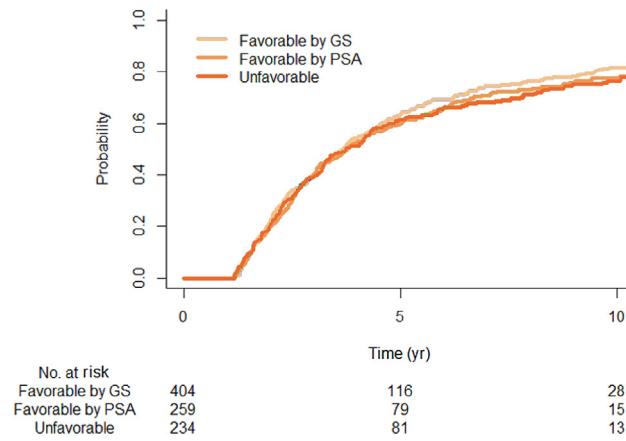 1.0
0.8
0.6
0.4
0.2
0.0
Probability
Favorable by GS
Favorable by PSA
Unfavorable
0 5 10
Time (yr)
No. at risk
Favorable by GS 404 116 28
Favorable by PSA 259 79 15
Unfavorable 234 81 13